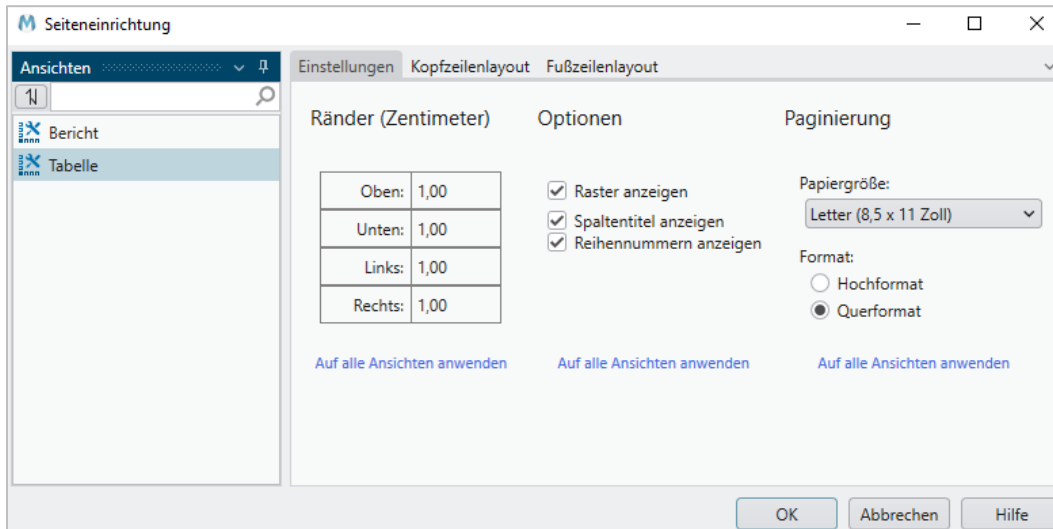 Seiteneinrichtung
Ansichten
Bericht
Tabelle
Einstellungen Kopfzeilenlayout Fußzeilenlayout
Ränder (Zentimeter) Optionen Paginierung
Oben: 1,00
Unten: 1,00
Links: 1,00
Rechts: 1,00
Raster anzeigen
Spaltentitel anzeigen
Reihennummern anzeigen
Papiergröße:
Letter (8,5 x 11 Zoll)
Format:
Hochformat
Querformat
Auf alle Ansichten anwenden Auf alle Ansichten anwenden Auf alle Ansichten anwenden
OK Abbrechen Hilfe